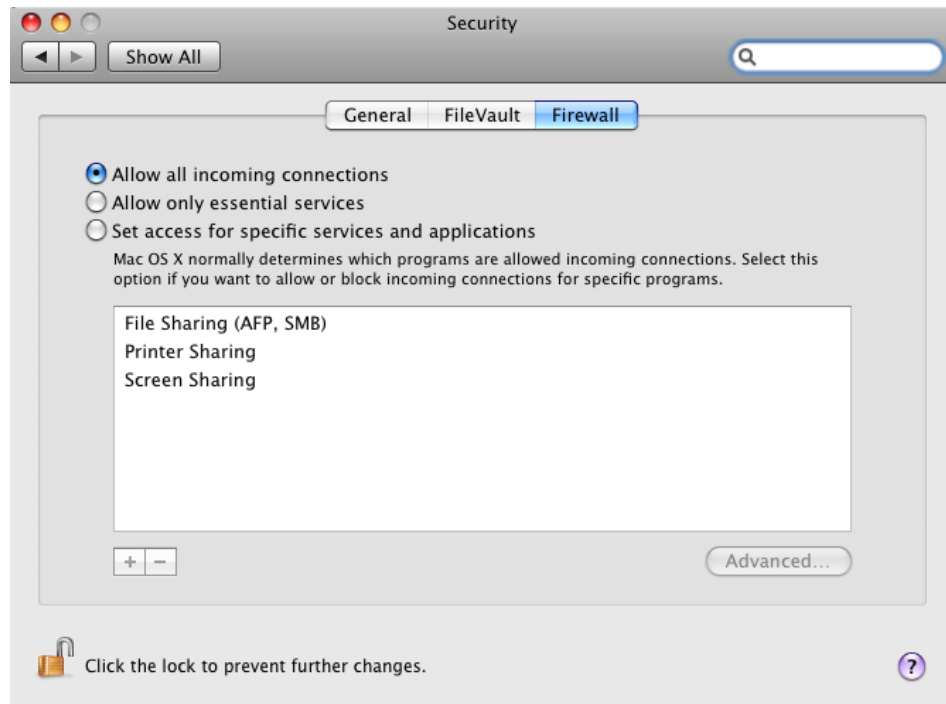 Security
Show All
General FileVault Firewall
Allow all incoming connections
Allow only essential services
Set access for specific services and applications
Mac OS X normally determines which programs are allowed incoming connections. Select this
option if you want to allow or block incoming connections for specific programs.
File Sharing (AFP, SMB)
Printer Sharing
Screen Sharing
+ −
Advanced...
Click the lock to prevent further changes.
?